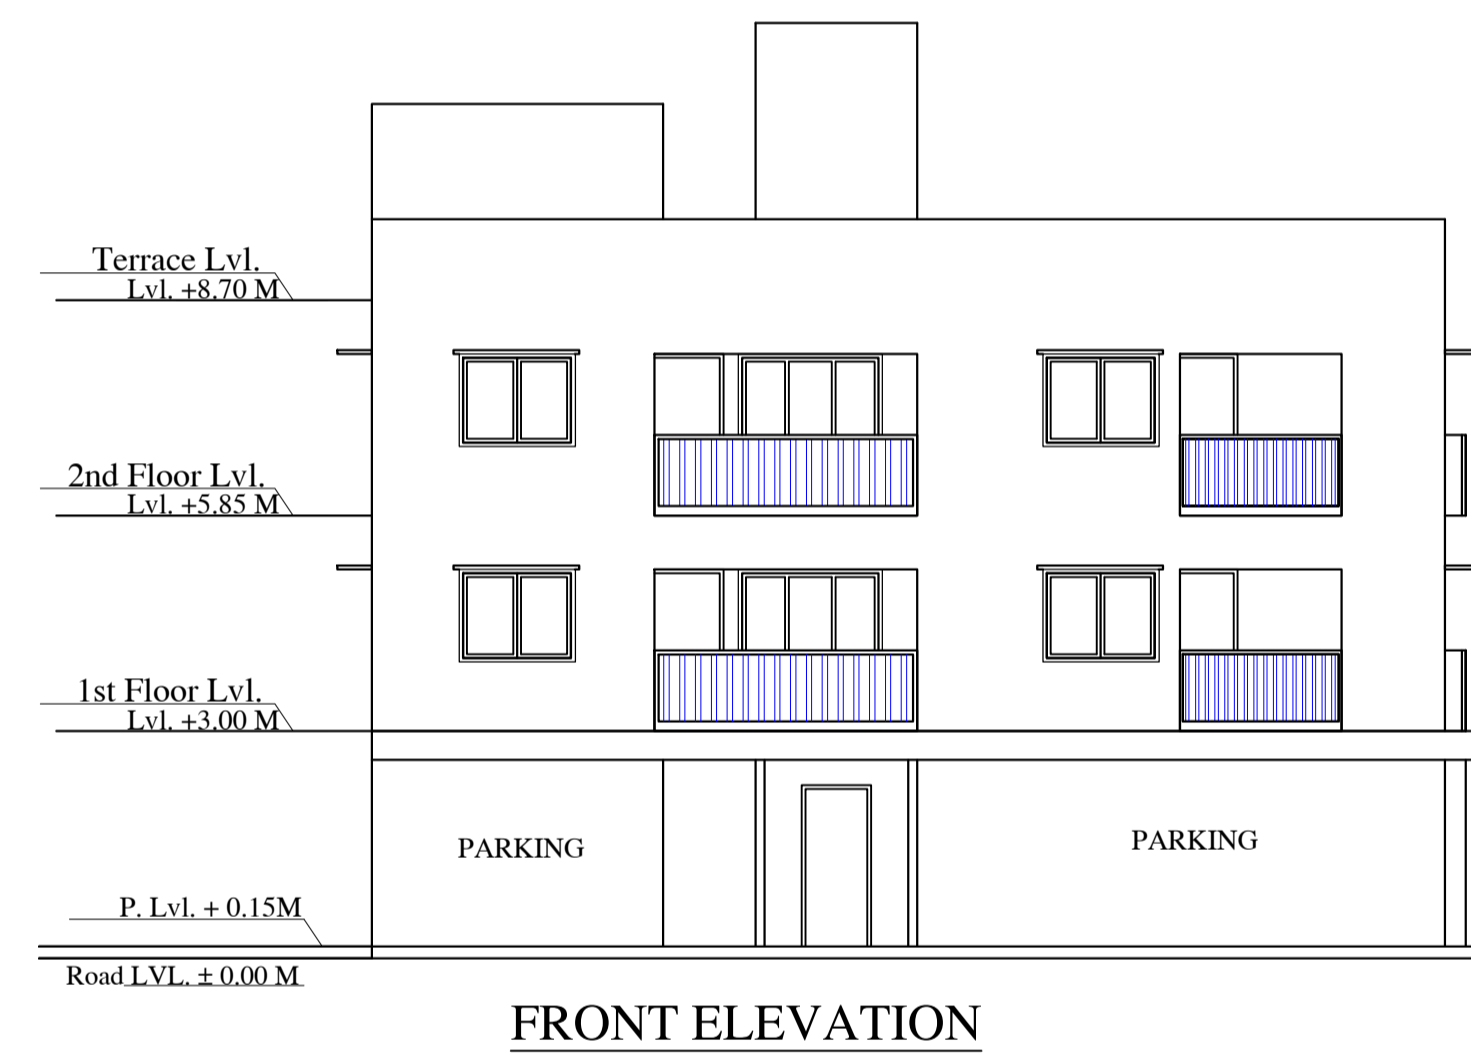 Terrace Lvl.
Lvl. +8.70 M
2nd Floor Lvl.
Lvl. +5.85 M
1st Floor Lvl.
Lvl. +3.00 M
PARKING
PARKING
P. Lvl. + 0.15M
Road LVL. ± 0.00 M
FRONT ELEVATION